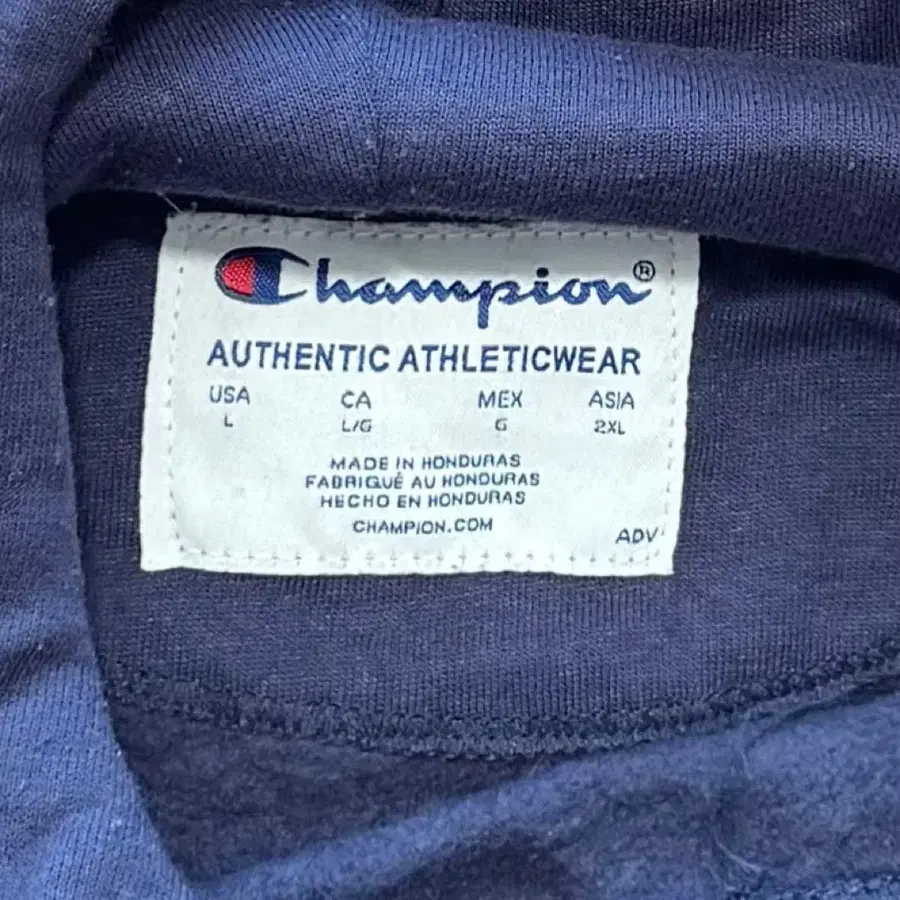 Champion®
AUTHENTIC ATHLETICWEAR
USA CA MEX ASIA
L L/G G 2XL
MADE IN HONDURAS
FABRIQUÉ AU HONDURAS
HECHO EN HONDURAS
CHAMPION.COM
ADV